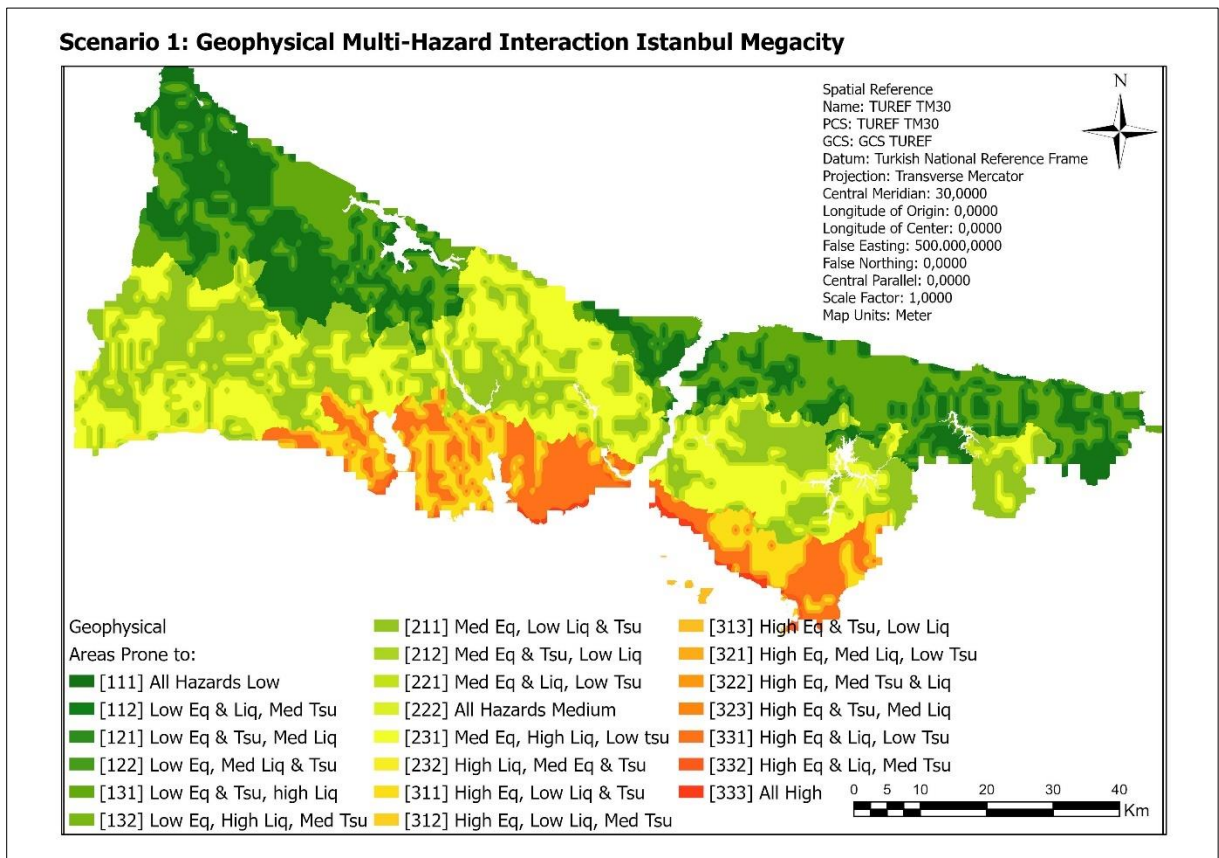 Scenario 1: Geophysical Multi-Hazard Interaction Istanbul Megacity
Spatial Reference
Name: TUREF TM30
PCS: TUREF TM30
GCS: GCS TUREF
Datum: Turkish National Reference Frame
Projection: Transverse Mercator
Central Meridian: 30,0000
Longitude of Origin: 0,0000
Longitude of Center: 0,0000
False Easting: 500.000,0000
False Northing: 0,0000
Central Parallel: 0,0000
Scale Factor: 1,0000
Map Units: Meter
N
Geophysical
Areas Prone to:
[111] All Hazards Low
[112] Low Eq & Liq, Med Tsu
[121] Low Eq & Tsu, Med Liq
[122] Low Eq, Med Liq & Tsu
[131] Low Eq & Tsu, high Liq
[132] Low Eq, High Liq, Med Tsu
[211] Med Eq, Low Liq & Tsu
[212] Med Eq & Tsu, Low Liq
[221] Med Eq & Liq, Low Tsu
[222] All Hazards Medium
[231] Med Eq, High Liq, Low tsu
[232] High Liq, Med Eq & Tsu
[311] High Eq, Low Liq & Tsu
[312] High Eq, Low Liq, Med Tsu
[313] High Eq & Tsu, Low Liq
[321] High Eq, Med Liq, Low Tsu
[322] High Eq, Med Tsu & Liq
[323] High Eq & Tsu, Med Liq
[331] High Eq & Liq, Low Tsu
[332] High Eq & Liq, Med Tsu
[333] All High
0 5 10 20 30 40
Km